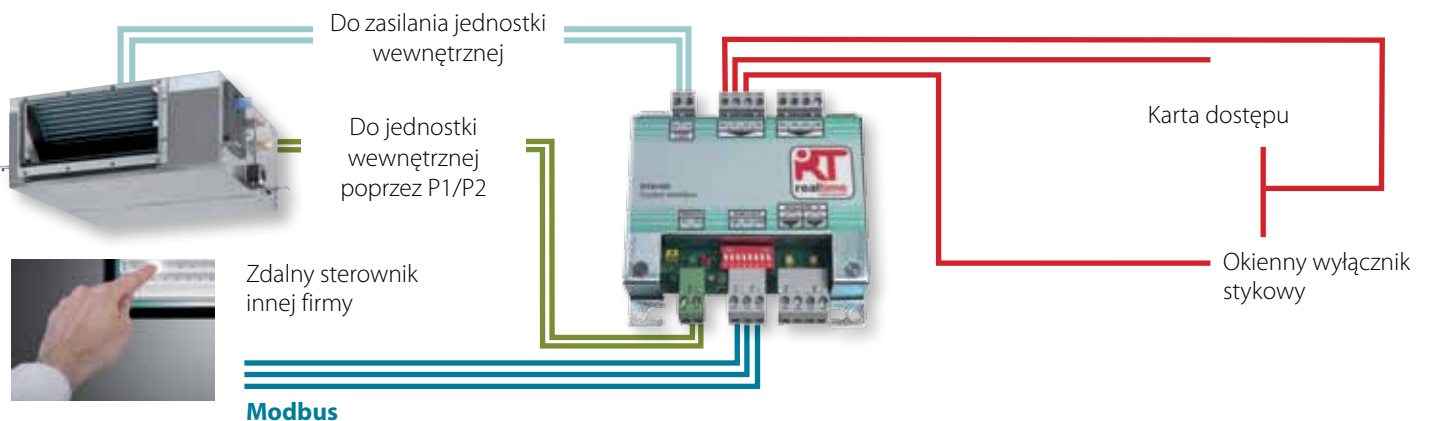 Do zasilania jednostki
wewnętrznej
Do jednostki
wewnętrznej
poprzez P1/P2
Zdalny sterownik
innej firmy
Modbus
RT
realtime
Karta dostępu
Okienny wyłącznik
stykowy